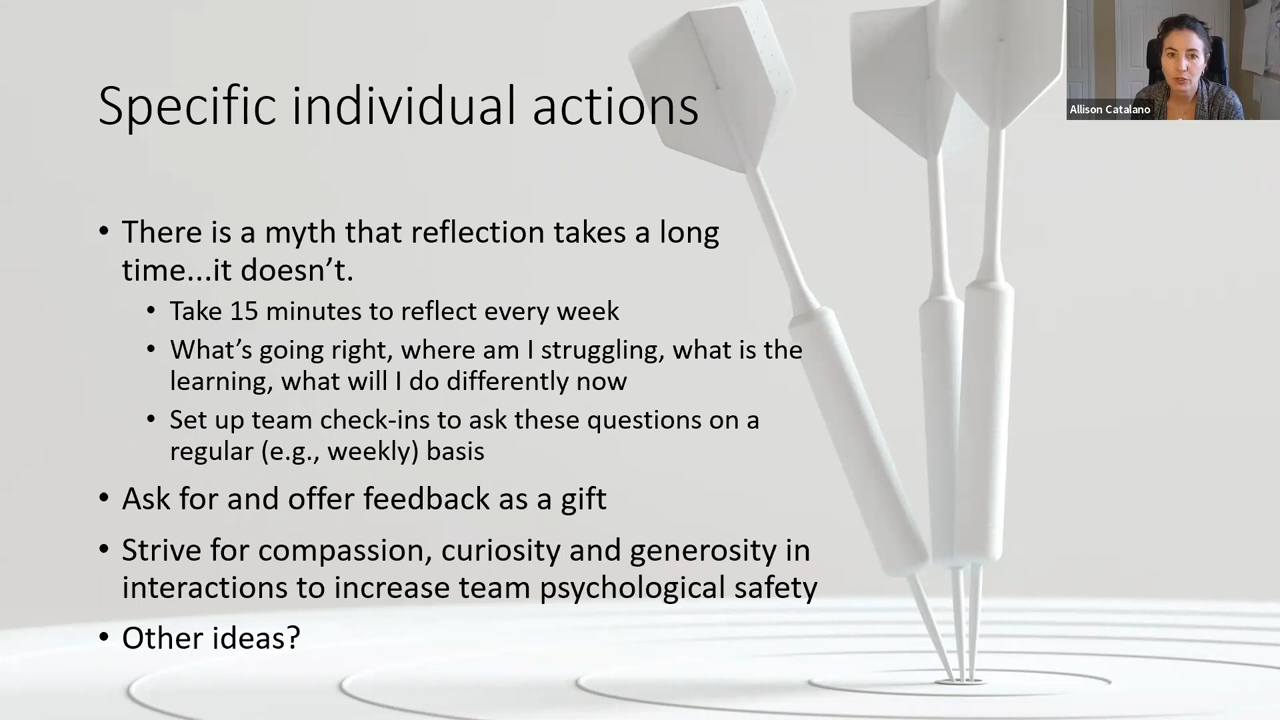 Specific individual actions
Allison Catalano
• There is a myth that reflection takes a long
time...it doesn’t.
• Take 15 minutes to reflect every week
• What’s going right, where am I struggling, what is the
learning, what will I do differently now
• Set up team check-ins to ask these questions on a
regular (e.g., weekly) basis
• Ask for and offer feedback as a gift
• Strive for compassion, curiosity and generosity in
interactions to increase team psychological safety
• Other ideas?